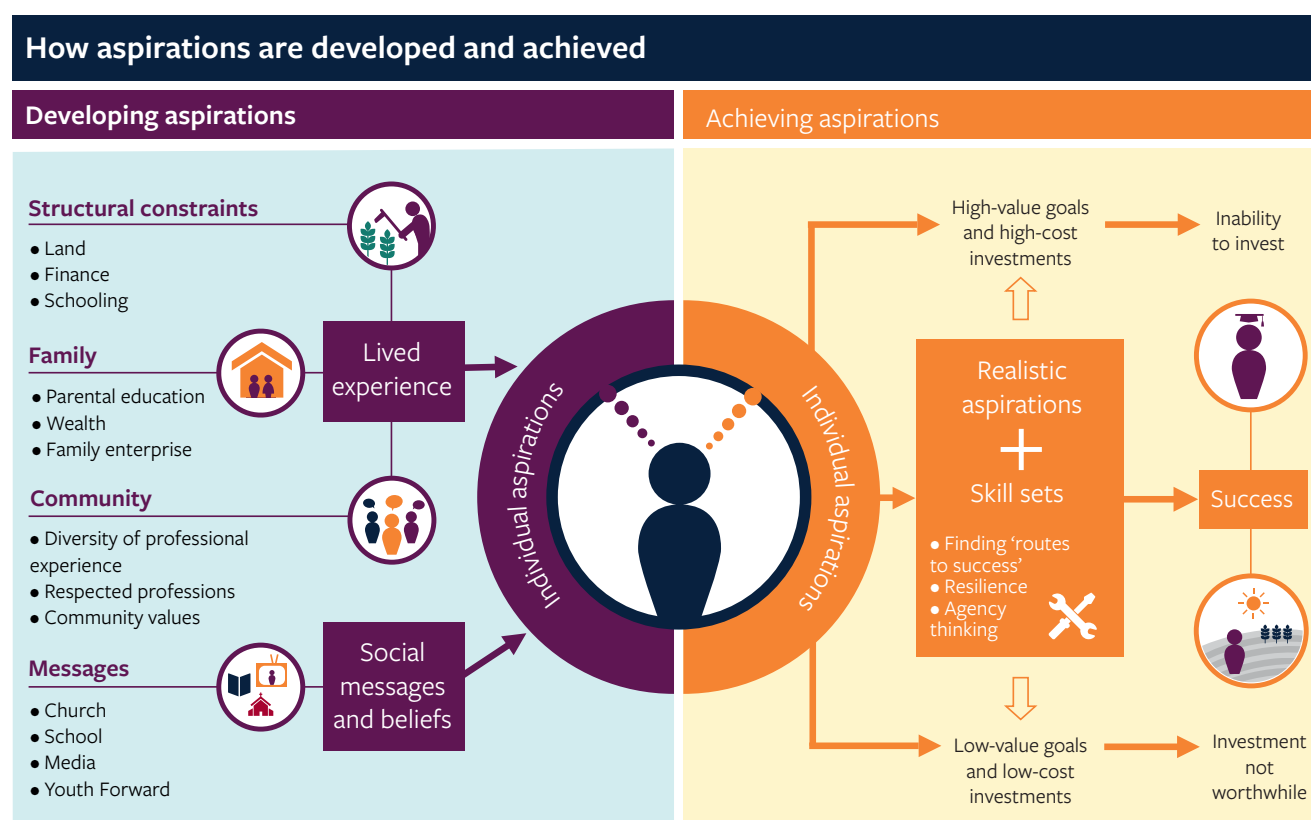 How aspirations are developed and achieved
Developing aspirations
Structural constraints
● Land
● Finance
● Schooling
Family
● Parental education
● Wealth
● Family enterprise
Community
● Diversity of professional
experience
● Respected professions
● Community values
Messages
● Church
● School
● Media
● Youth Forward
Lived
experience
Social
messages
and beliefs
Individual aspirations
Achieving aspirations
Individual aspirations
High-value goals
and high-cost
investments
Inability
to invest
Realistic
aspirations
+
Skill sets
● Finding ‘routes
to success’
● Resilience
● Agency
thinking
Success
Low-value goals
and low-cost
investments
Investment
not
worthwhile